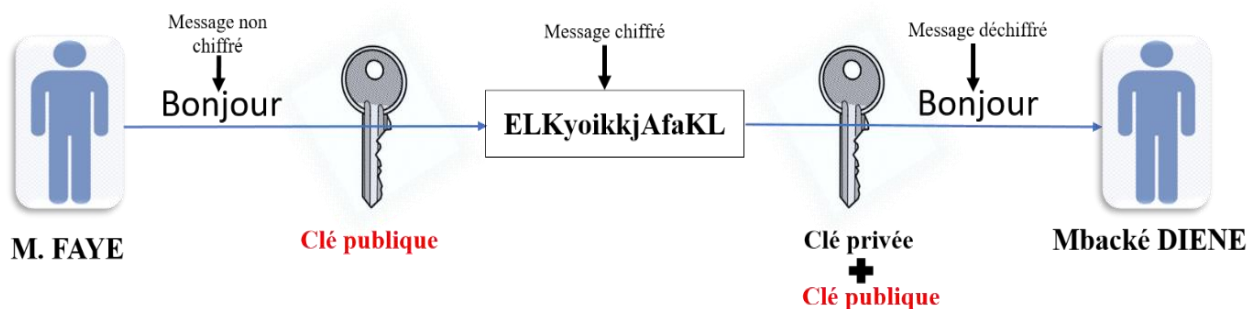 Message non
chiffré
Message chiffré
Message déchiffré
Bonjour
ELKyoikkjAfaKL
Bonjour
M. FAYE
Clé publique
Clé privée
Clé publique
Mbacké DIENE